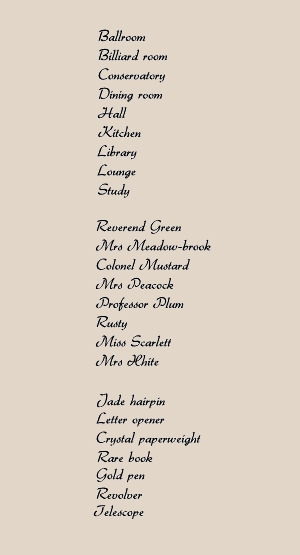 Ballroom
Billiard room
Conservatory
Dining room
Hall
Kitchen
Library
Lounge
Study
Reverend Green
Mrs Meadow-brook
Colonel Mustard
Mrs Peacock
Professor Plum
Rusty
Miss Scarlett
Mrs White
Jade hairpin
Letter opener
Crystal paperweight
Rare book
Gold pen
Revolver
Telescope